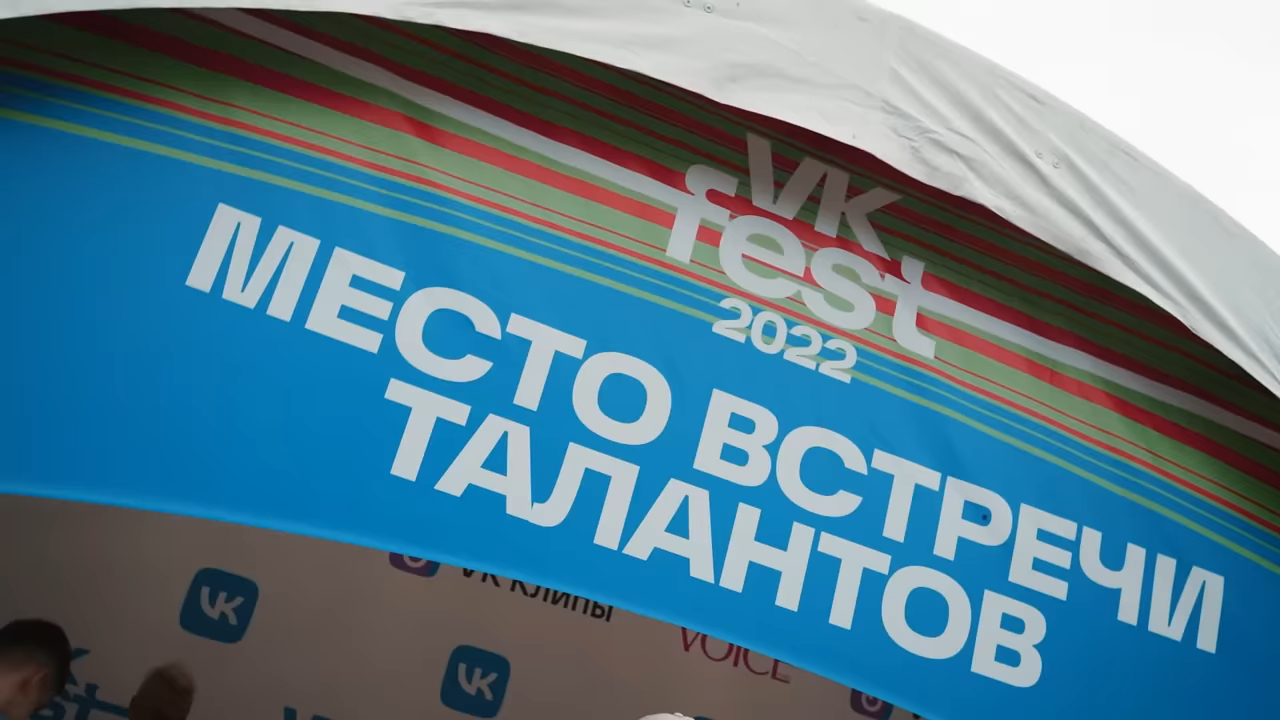 VK
fest
2022
МЕСТО ВСТРЕЧИ
ТАЛАНТОВ
VK
VK Клипы
VOICE
VK